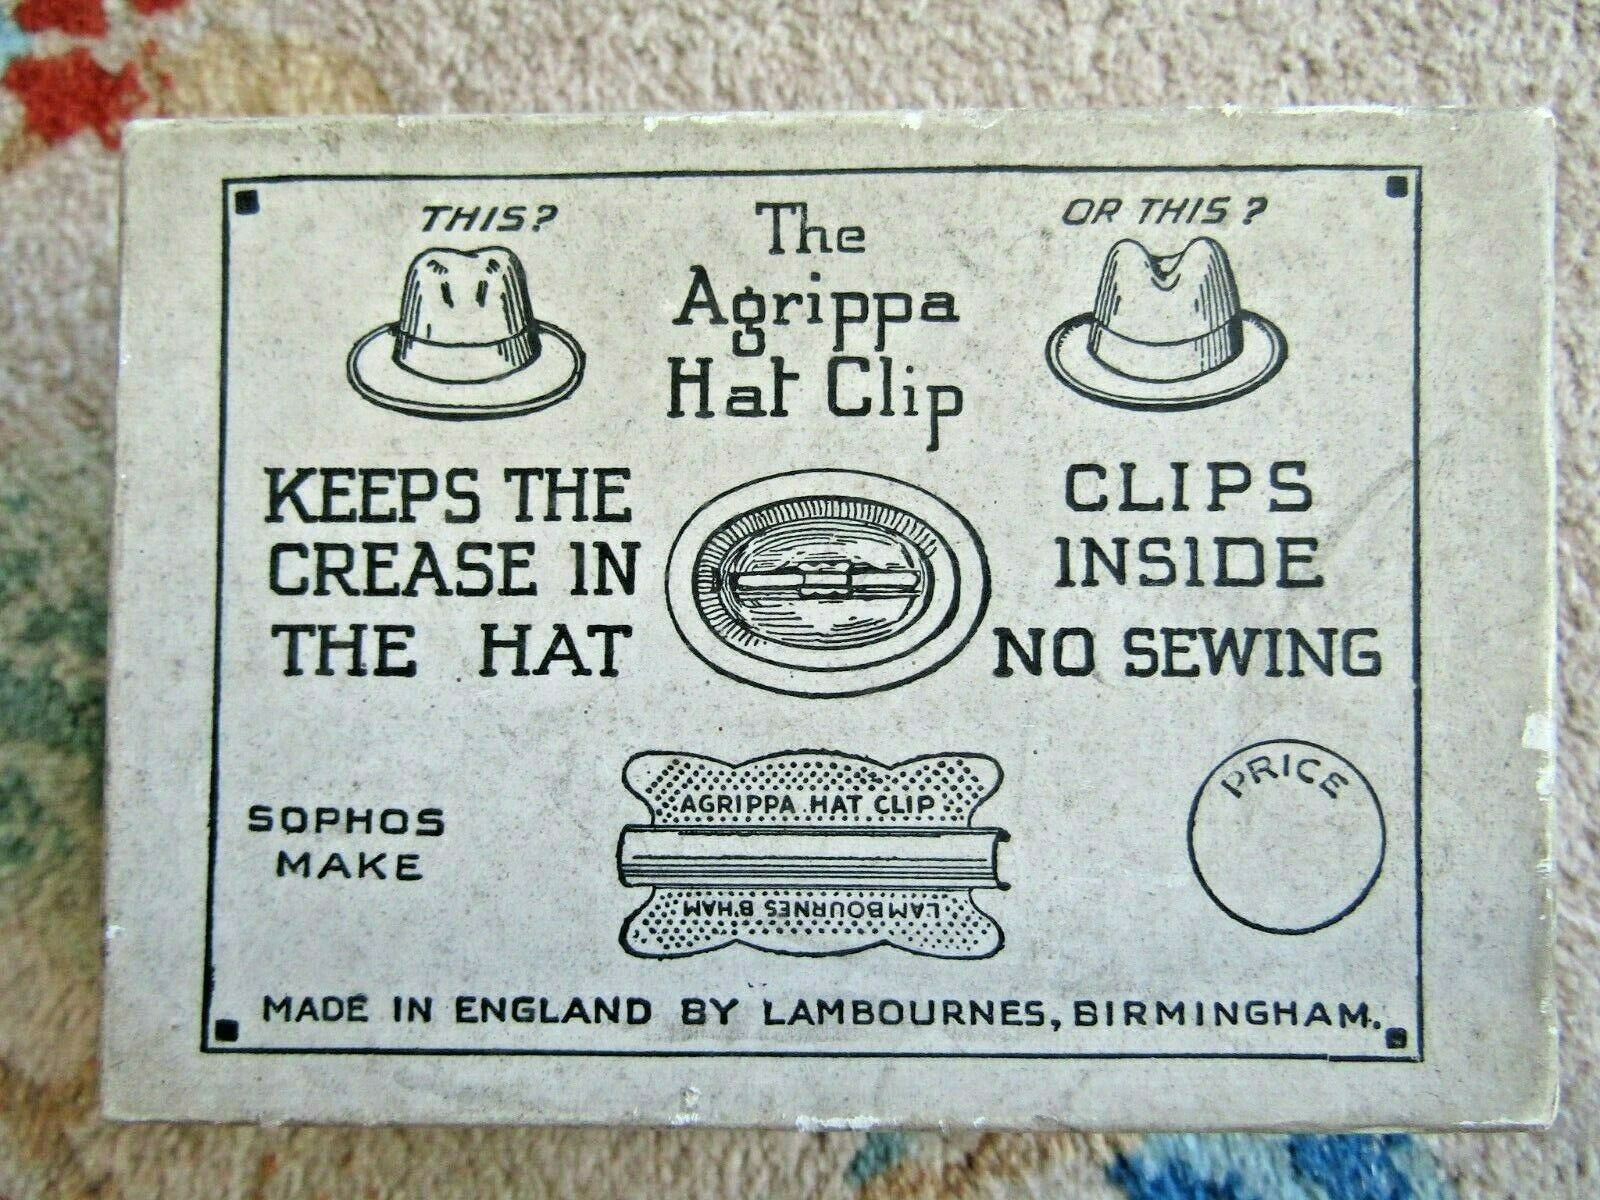 THIS?
The
Agrippa
Hat Clip
OR THIS?
KEEPS THE
CREASE IN
THE HAT
CLIPS
INSIDE
NO SEWING
SOPHOS
MAKE
AGRIPPA HAT CLIP
LAMBOURNES B'HAM
PRICE
MADE IN ENGLAND BY LAMBOURNES, BIRMINGHAM.